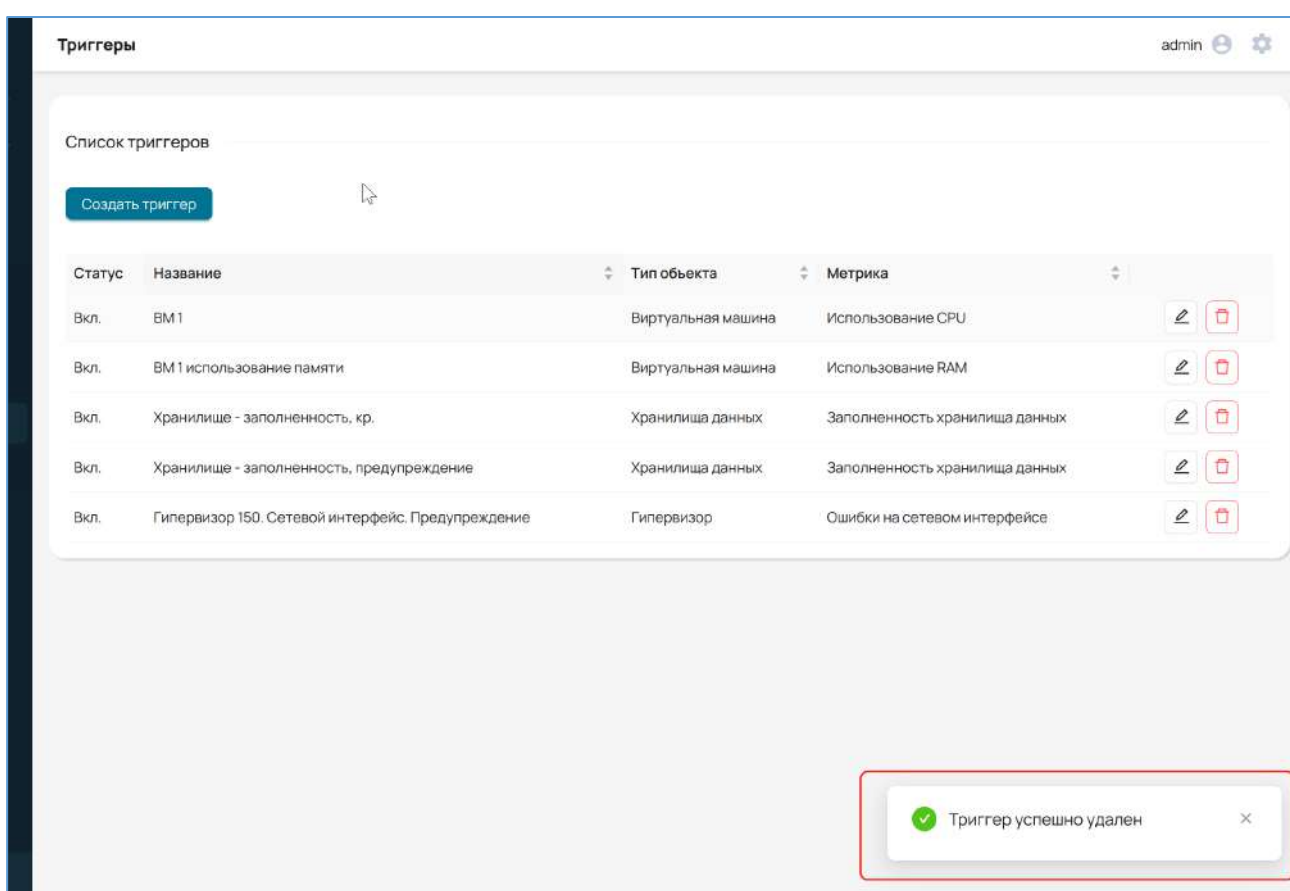 Триггеры
admin
Список триггеров
Создать триггер
Статус Название Тип объекта Метрика
Вкл. ВМ 1 Виртуальная машина Использование CPU
Вкл. ВМ 1 использование памяти Виртуальная машина Использование RAM
Вкл. Хранилище - заполненность, кр. Хранилища данных Заполненность хранилища данных
Вкл. Хранилище - заполненность, предупреждение Хранилища данных Заполненность хранилища данных
Вкл. Гипервизор 150. Сетевой интерфейс. Предупреждение Гипервизор Ошибки на сетевом интерфейсе
Триггер успешно удален